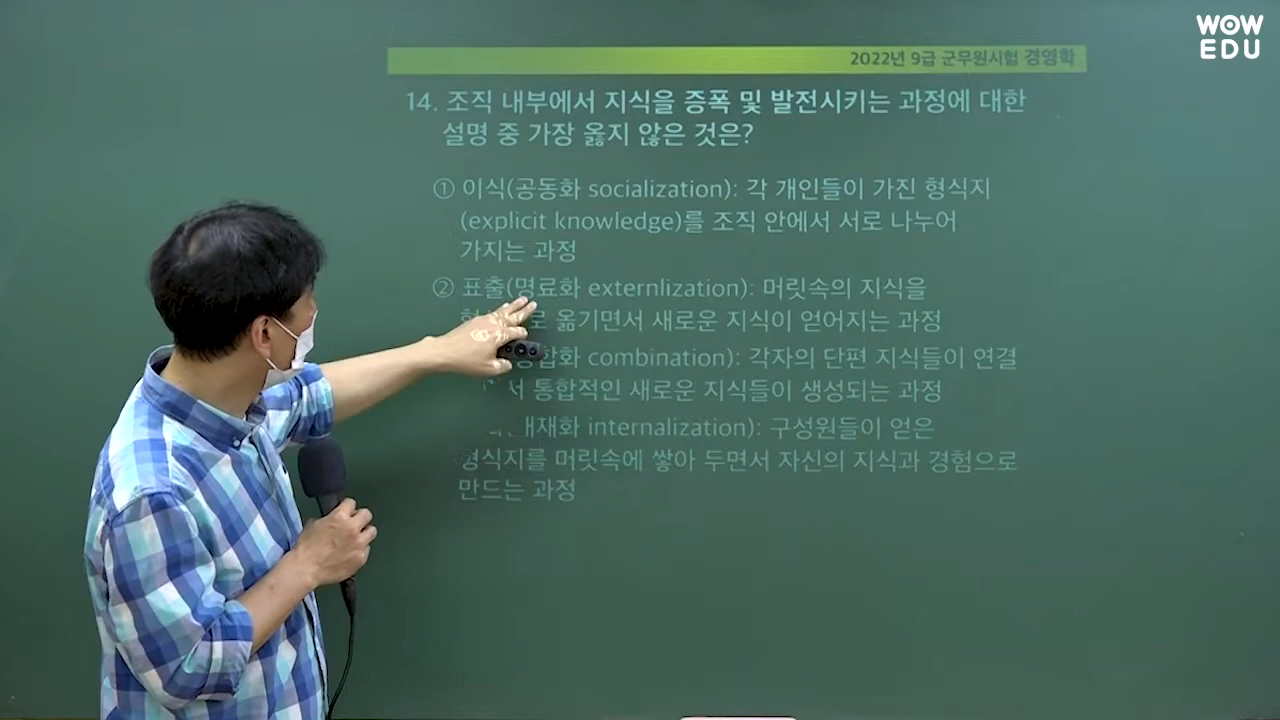 WOW
EDU
2022년 9급 군무원시험 경영학
14. 조직 내부에서 지식을 증폭 및 발전시키는 과정에 대한
설명 중 가장 옳지 않은 것은?
① 이식(공동화 socialization): 각 개인들이 가진 형식지
(explicit knowledge)를 조직 안에서 서로 나누어
가지는 과정
② 표출(명료화 externlization): 머릿속의 지식을
옮기면서 새로운 지식이 얻어지는 과정
combination): 각자의 단편 지식들이 연결
통합적인 새로운 지식들이 생성되는 과정
internalization): 구성원들이 얻은
형식지를 머릿속에 쌓아 두면서 자신의 지식과 경험으로
만드는 과정